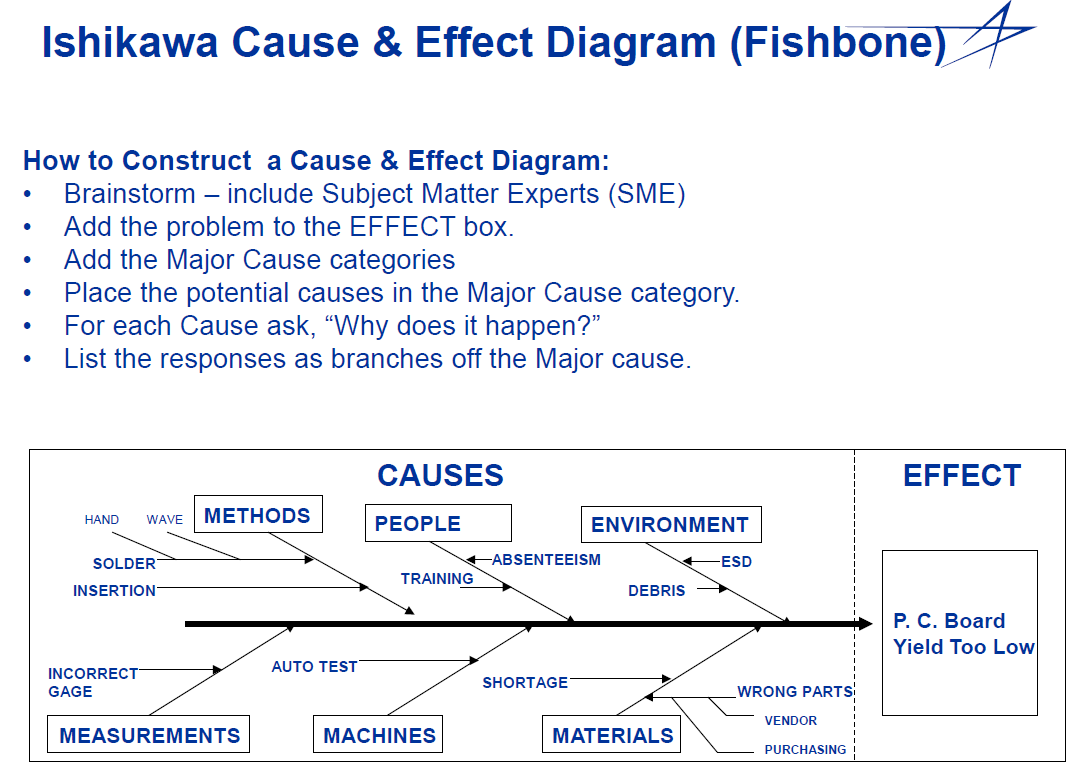 Ishikawa Cause & Effect Diagram (Fishbone)
How to Construct a Cause & Effect Diagram:
• Brainstorm – include Subject Matter Experts (SME)
• Add the problem to the EFFECT box.
• Add the Major Cause categories
• Place the potential causes in the Major Cause category.
• For each Cause ask, “Why does it happen?”
• List the responses as branches off the Major cause.
CAUSES
EFFECT
METHODS
HAND
WAVE
SOLDER
INSERTION
PEOPLE
ABSENTEEISM
TRAINING
ENVIRONMENT
ESD
DEBRIS
P. C. Board
Yield Too Low
INCORRECT
GAGE
MEASUREMENTS
AUTO TEST
MACHINES
SHORTAGE
WRONG PARTS
VENDOR
PURCHASING
MATERIALS